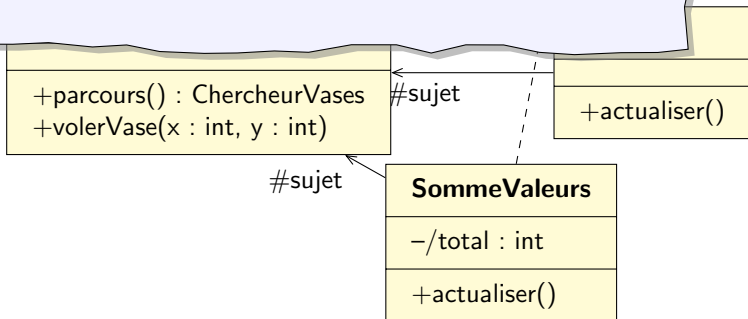 +parcours() : ChercheurVases
+volerVase(x : int, y : int)
#sujet
+actualiser()
#sujet
SommeValeurs
–/total : int
+actualiser()